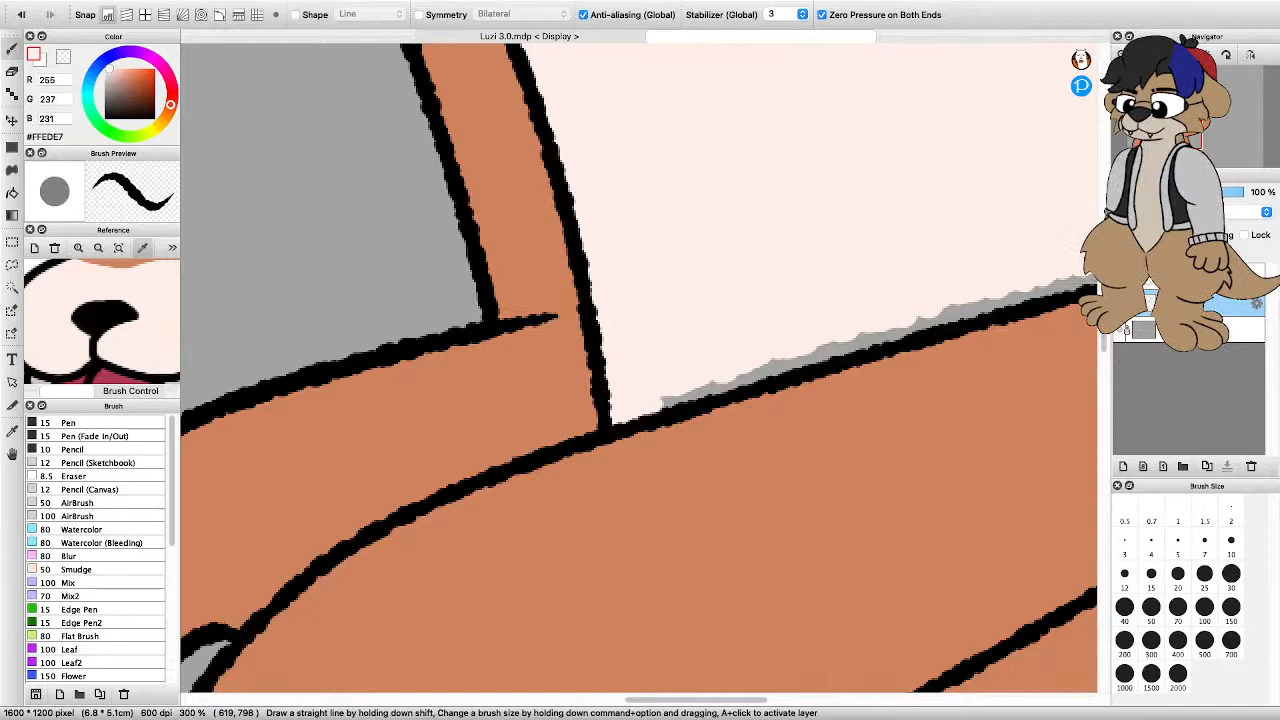 Snap Shape Line Symmetry Bilateral Anti-aliasing (Global) Stabilizer (Global) 3 Zero Pressure on Both Ends
Color
Luzi 3.0.mdp < Display >
Navigator
R 255
G 237
B 231
#FFEDE7
Brush Preview
100 %
Reference
Lock
Brush Control
Brush
15 Pen
15 Pen (Fade In/Out)
10 Pencil
12 Pencil (Sketchbook)
8.5 Eraser
12 Pencil (Canvas)
50 AirBrush
100 AirBrush
80 Watercolor
80 Watercolor (Bleeding)
80 Blur
50 Smudge
100 Mix
70 Mix2
15 Edge Pen
15 Edge Pen2
80 Flat Brush
100 Leaf
100 Leaf2
150 Flower
Brush Size
0.5 0.7 1 1.5 2
3 4 5 7 10
12 15 20 25 30
40 50 70 100 150
200 300 400 500 700
1000 1500 2000
1600 * 1200 pixel (6.8 * 5.1cm) 600 dpi 300 % ( 619, 798 ) Draw a straight line by holding down shift, Change a brush size by holding down command+option and dragging, A+click to activate layer